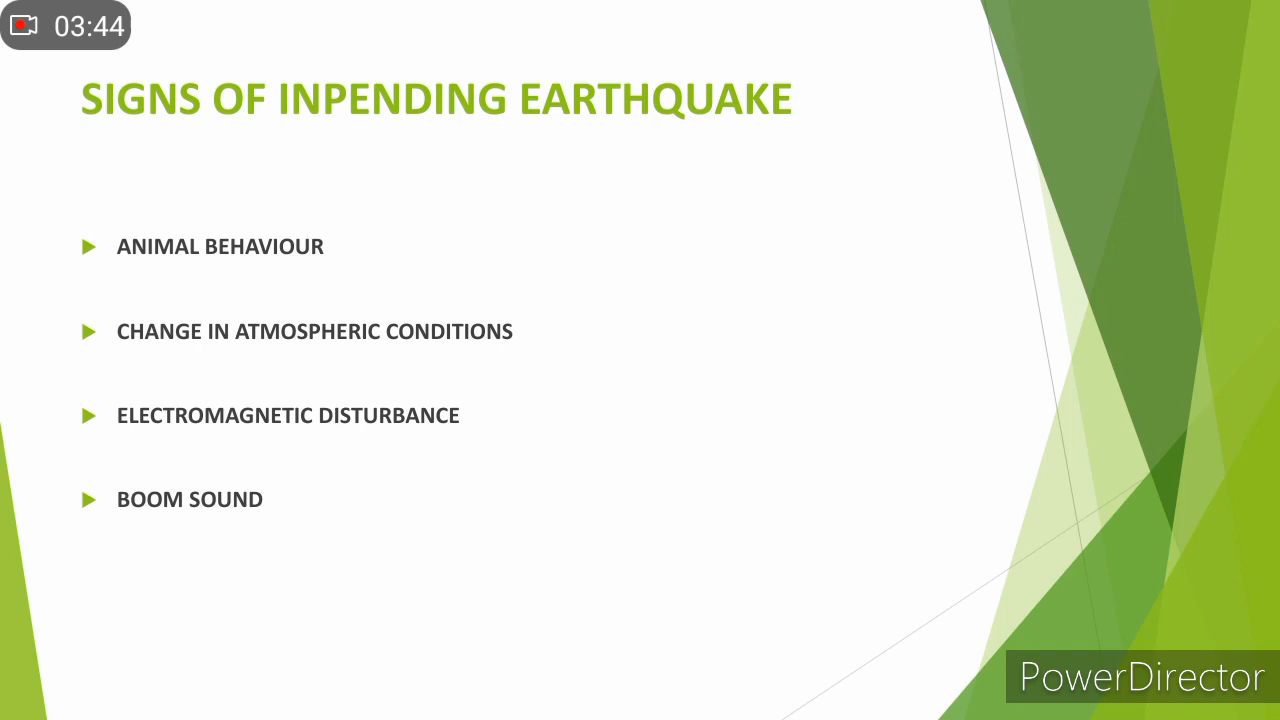 03:44
SIGNS OF INPENDING EARTHQUAKE
ANIMAL BEHAVIOUR
CHANGE IN ATMOSPHERIC CONDITIONS
ELECTROMAGNETIC DISTURBANCE
BOOM SOUND
PowerDirector